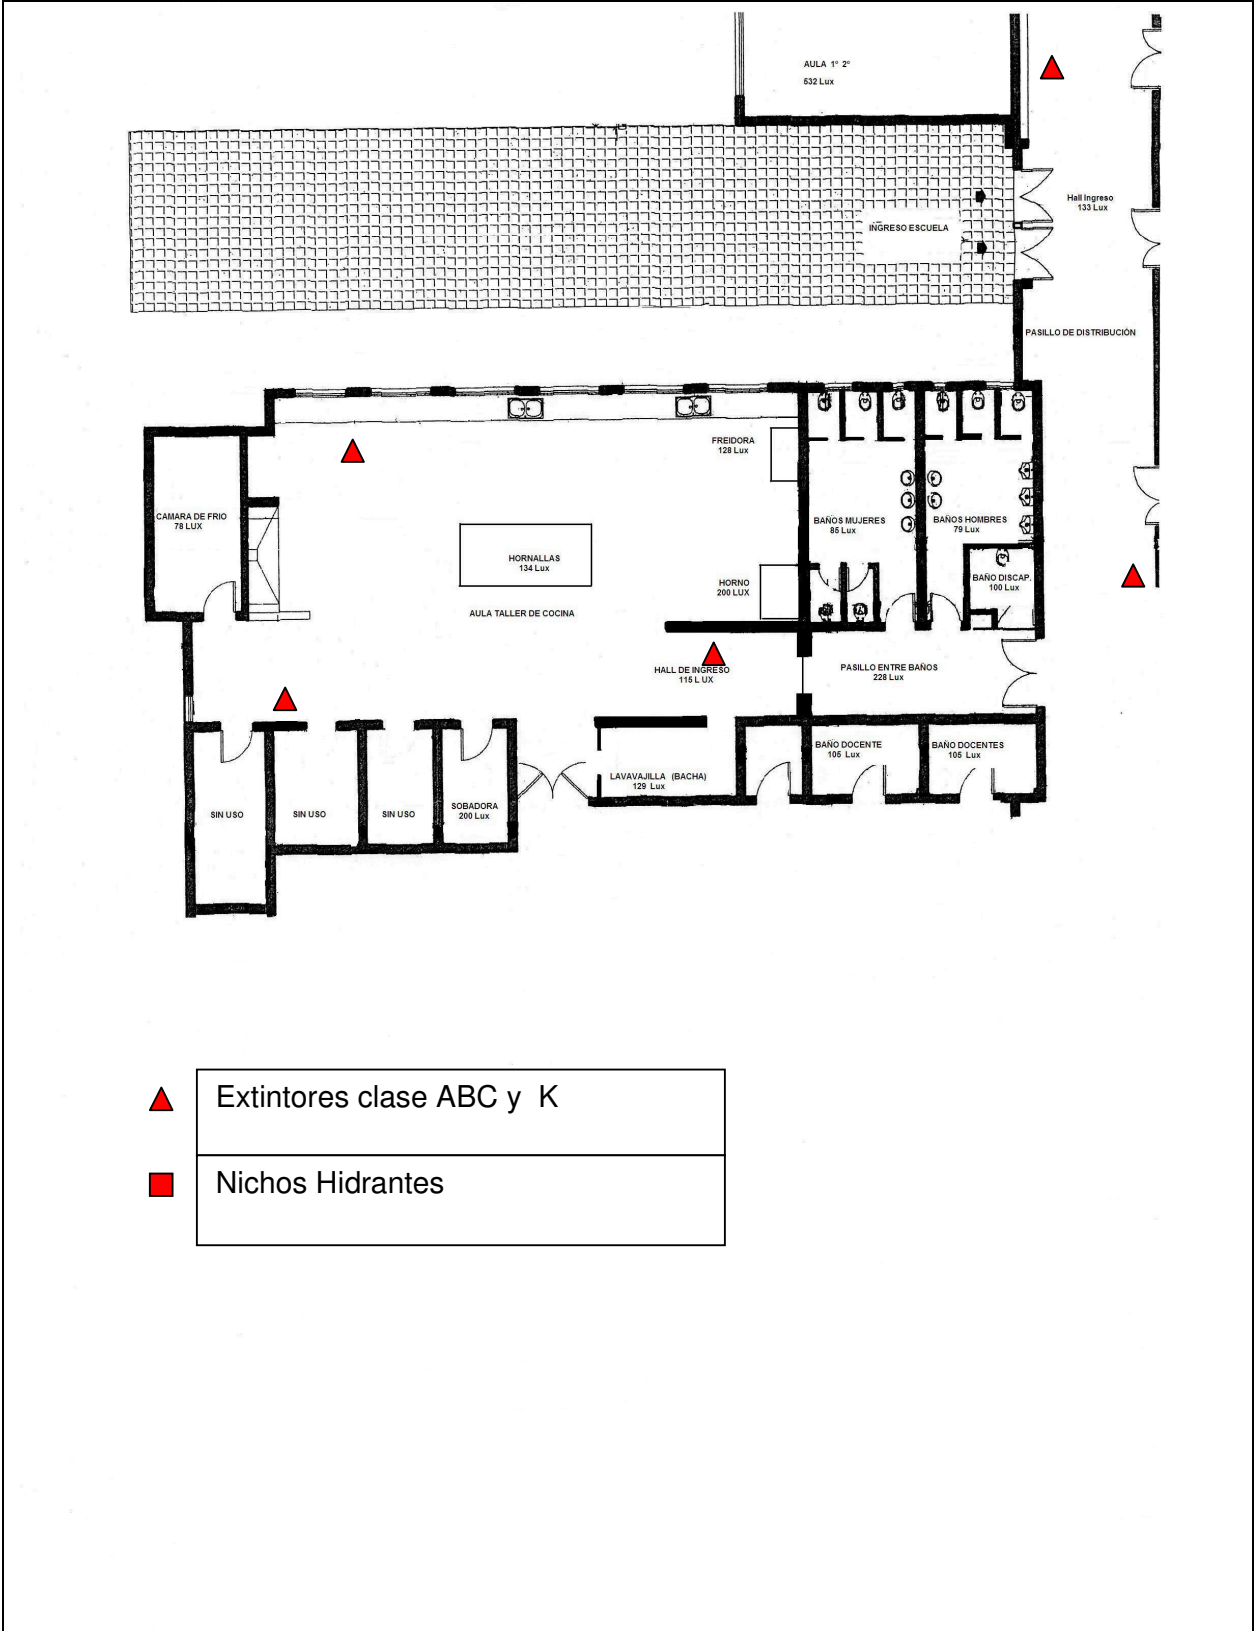 AULA 1º 2º
532 Lux
Hall Ingreso
133 Lux
INGRESO ESCUELA
PASILLO DE DISTRIBUCIÓN
FREIDORA
128 Lux
CAMARA DE FRIO
78 LUX
BAÑOS MUJERES
85 Lux
BAÑOS HOMBRES
79 Lux
HORNALLAS
134 Lux
HORNO
200 LUX
BAÑO DISCAP.
100 Lux
AULA TALLER DE COCINA
HALL DE INGRESO
115 L UX
PASILLO ENTRE BAÑOS
228 Lux
BAÑO DOCENTE
105 Lux
BAÑO DOCENTES
105 Lux
LAVAVAJILLA (BACHA)
129 Lux
SIN USO
SIN USO
SIN USO
SOBADORA
200 Lux
Extintores clase ABC y K
Nichos Hidrantes